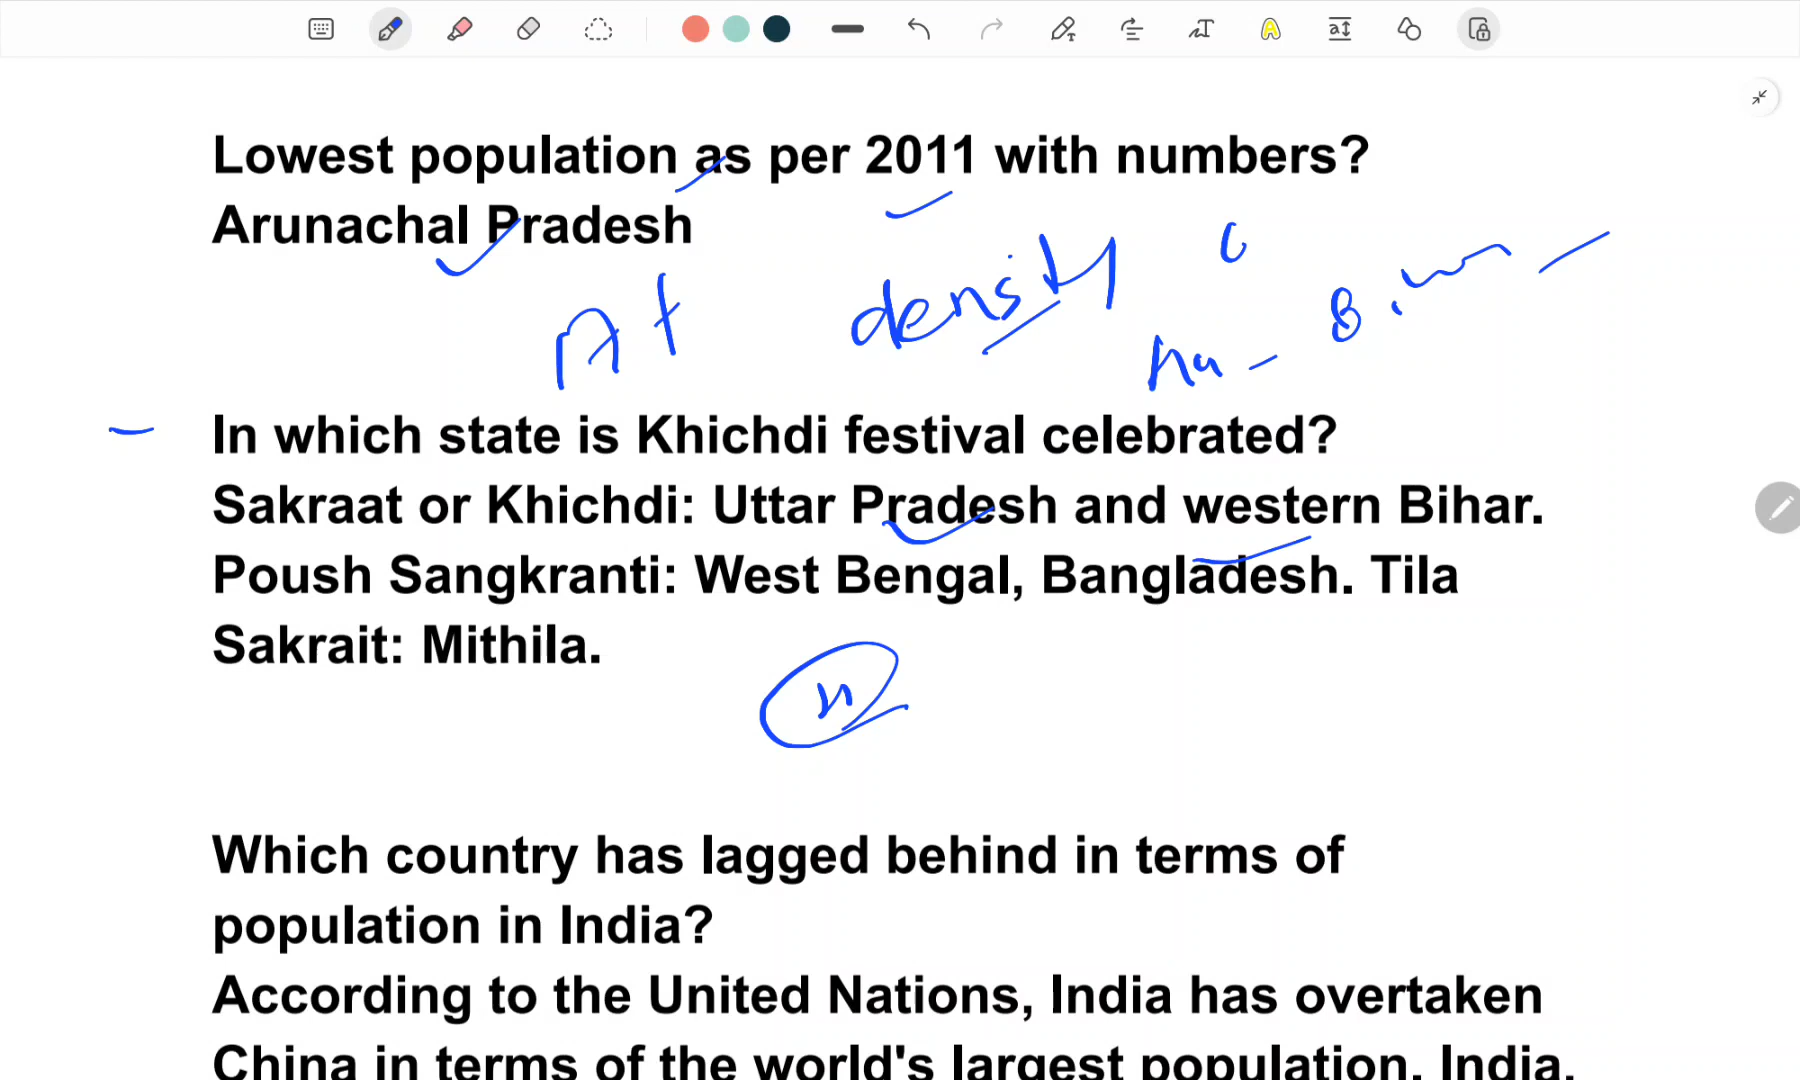 Lowest population as per 2011 with numbers?
Arunachal Pradesh
density
In which state is Khichdi festival celebrated?
Sakraat or Khichdi: Uttar Pradesh and western Bihar.
Poush Sangkranti: West Bengal, Bangladesh. Tila
Sakrait: Mithila.
Which country has lagged behind in terms of
population in India?
According to the United Nations, India has overtaken
China in terms of the world's largest population. India.